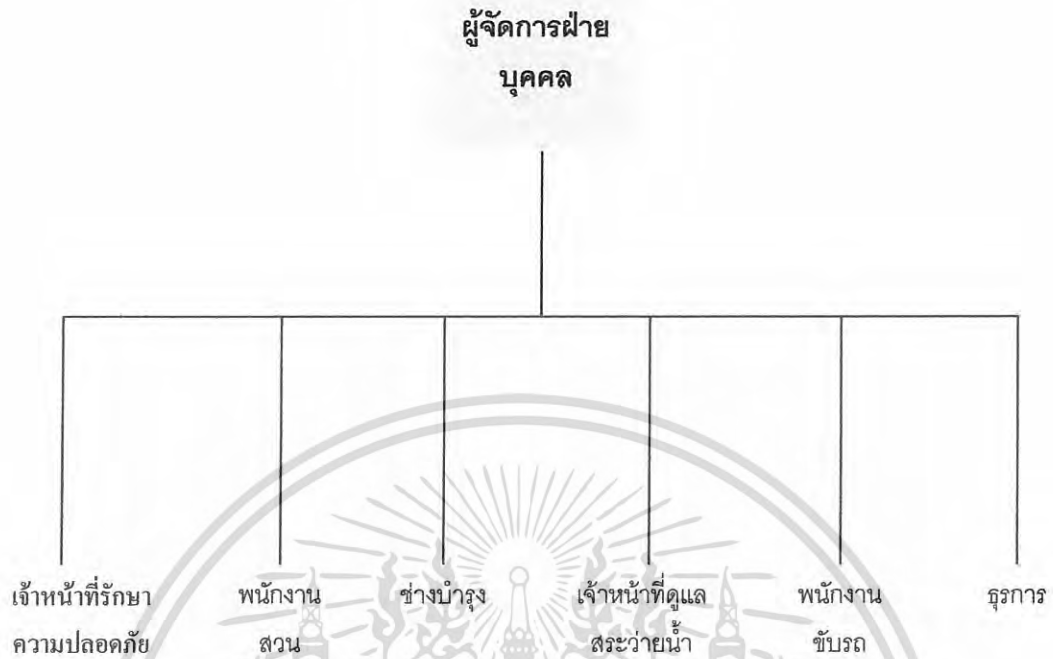 ผู้จัดการฝ่าย
บุคคล
เจ้าหน้าที่รักษา
ความปลอดภัย
พนักงาน
สวน
ช่างบำรุง
เจ้าหน้าที่ดูแล
สระว่ายน้ำ
พนักงาน
ขับรถ
ธุรการ